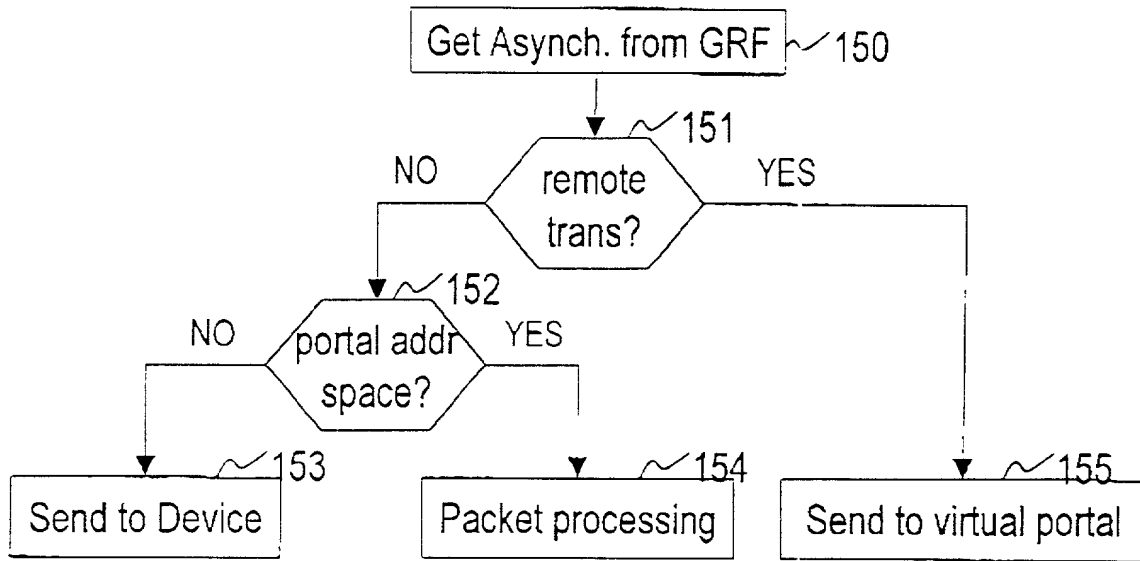 Get Asynch. from GRF
150
151
NO
remote
trans?
YES
152
NO
portal addr
space?
YES
153
154
155
Send to Device
Packet processing
Send to virtual portal